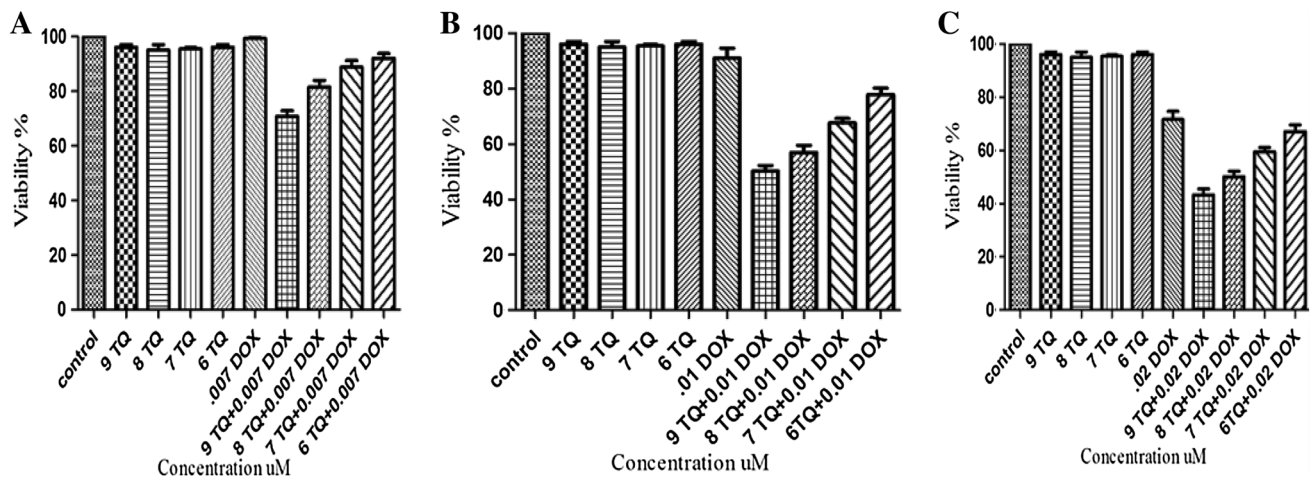 A
Viability %
100
80
60
40
20
0
control
9 TQ
8 TQ
7 TQ
6 TQ
.007 DOX
9 TQ+0.007 DOX
8 TQ+0.007 DOX
7 TQ+0.007 DOX
6 TQ+0.007 DOX
Concentration uM
B
Viability %
100
80
60
40
20
0
control
9 TQ
8 TQ
7 TQ
6 TQ
.01 DOX
9 TQ+0.01 DOX
8 TQ+0.01 DOX
7 TQ+0.01 DOX
6TQ+0.01 DOX
Concentration uM
C
Viability %
100
80
60
40
20
0
control
9 TQ
8 TQ
7 TQ
6 TQ
.02 DOX
9 TQ+0.02 DOX
8 TQ+0.02 DOX
7 TQ+0.02 DOX
6TQ+0.02 DOX
Concentration uM